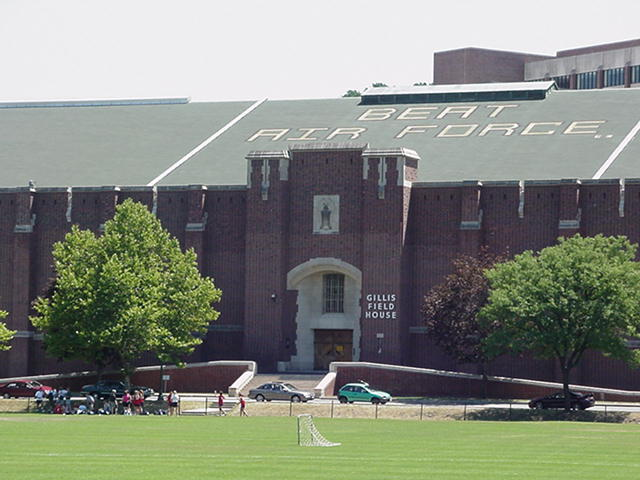 BEAT
AIR FORCE..
GILLIS
FIELD
HOUSE